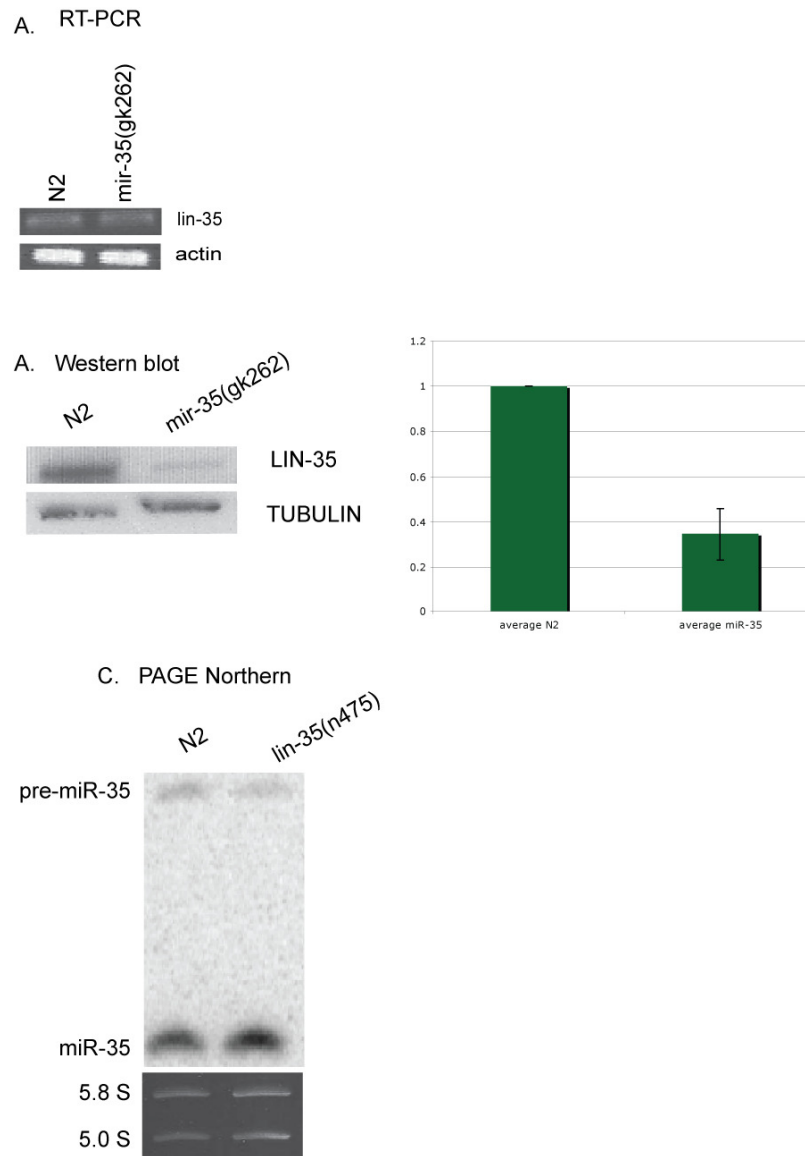 A. RT-PCR
N2
mir-35(gk262)
lin-35
actin
A. Western blot
N2
mir-35(gk262)
LIN-35
TUBULIN
1.2
1
0.8
0.6
0.4
0.2
0
average N2
average miR-35
C. PAGE Northern
N2
lin-35(n475)
pre-miR-35
miR-35
5.8 S
5.0 S